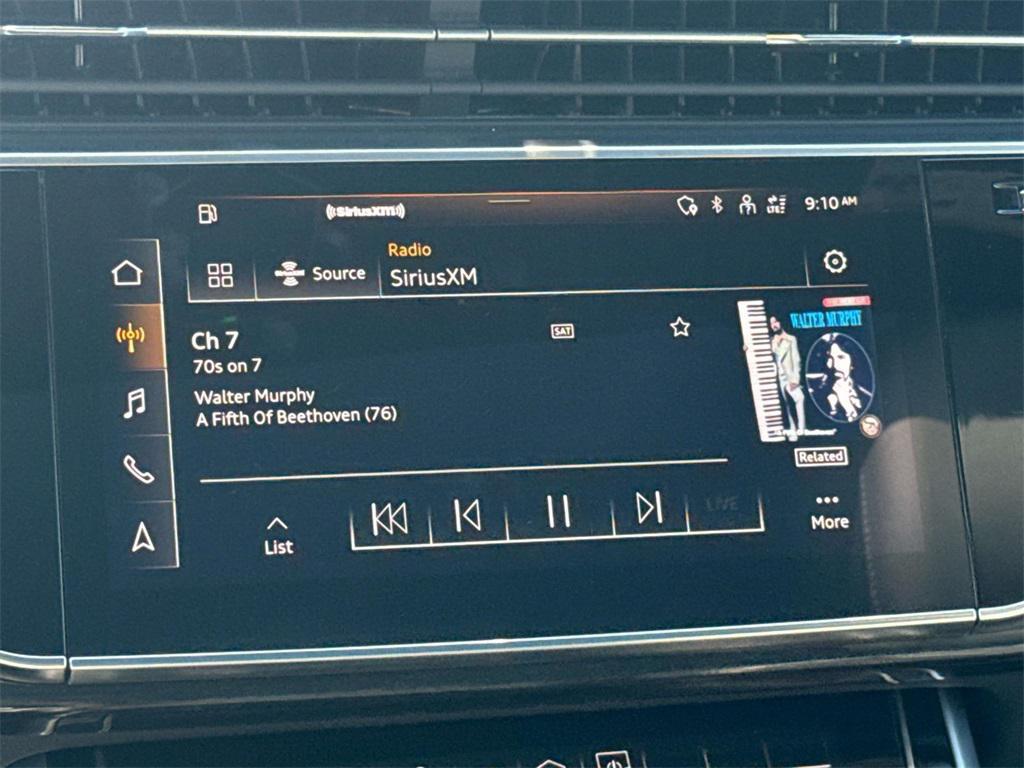 ((SiriusXM))
LTE
9:10 AM
Radio
SiriusXM
Source
Ch 7
70s on 7
SAT
Walter Murphy
A Fifth Of Beethoven (76)
WALTER MURPHY
Related
LIVE
List
More